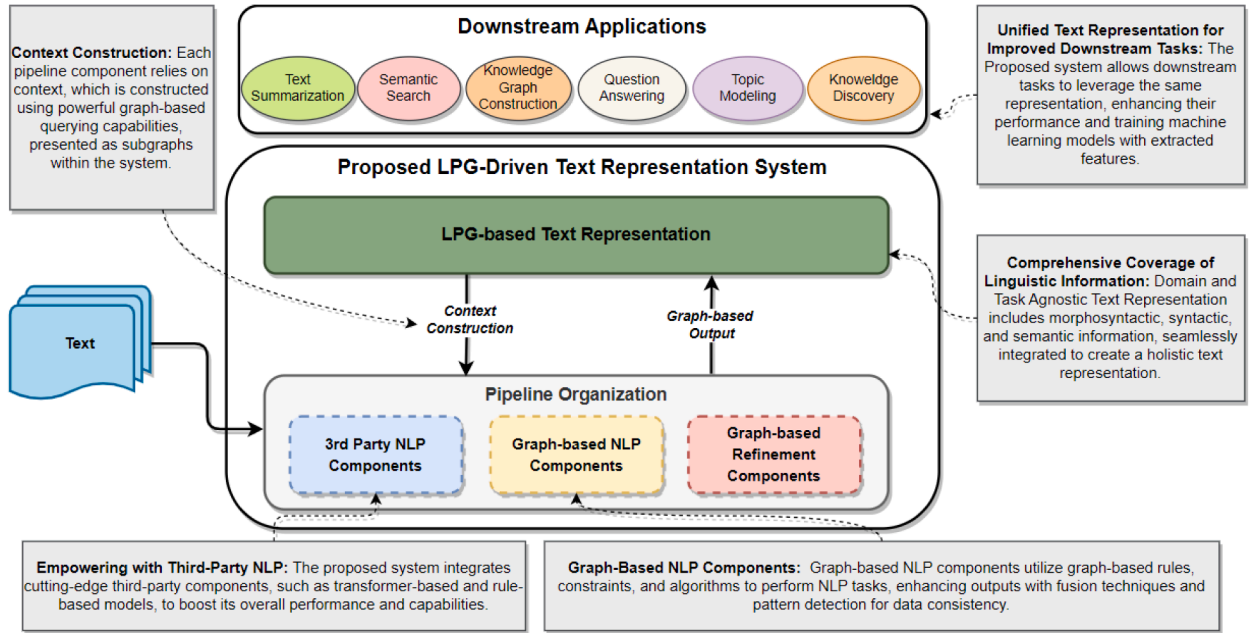 Context Construction: Each
pipeline component relies on
context, which is constructed
using powerful graph-based
querying capabilities,
presented as subgraphs
within the system.
Downstream Applications
Text
Summarization
Semantic
Search
Knowledge
Graph
Construction
Question
Answering
Topic
Modeling
Knoweldge
Discovery
Unified Text Representation for
Improved Downstream Tasks: The
Proposed system allows downstream
tasks to leverage the same
representation, enhancing their
performance and training machine
learning models with extracted
features.
Proposed LPG-Driven Text Representation System
LPG-based Text Representation
Context
Construction
Graph-based
Output
Comprehensive Coverage of
Linguistic Information: Domain and
Task Agnostic Text Representation
includes morphosyntactic, syntactic,
and semantic information, seamlessly
integrated to create a holistic text
representation.
Text
Pipeline Organization
3rd Party NLP
Components
Graph-based NLP
Components
Graph-based
Refinement
Components
Empowering with Third-Party NLP: The proposed system integrates
cutting-edge third-party components, such as transformer-based and rule-
based models, to boost its overall performance and capabilities.
Graph-Based NLP Components: Graph-based NLP components utilize graph-based rules,
constraints, and algorithms to perform NLP tasks, enhancing outputs with fusion techniques and
pattern detection for data consistency.